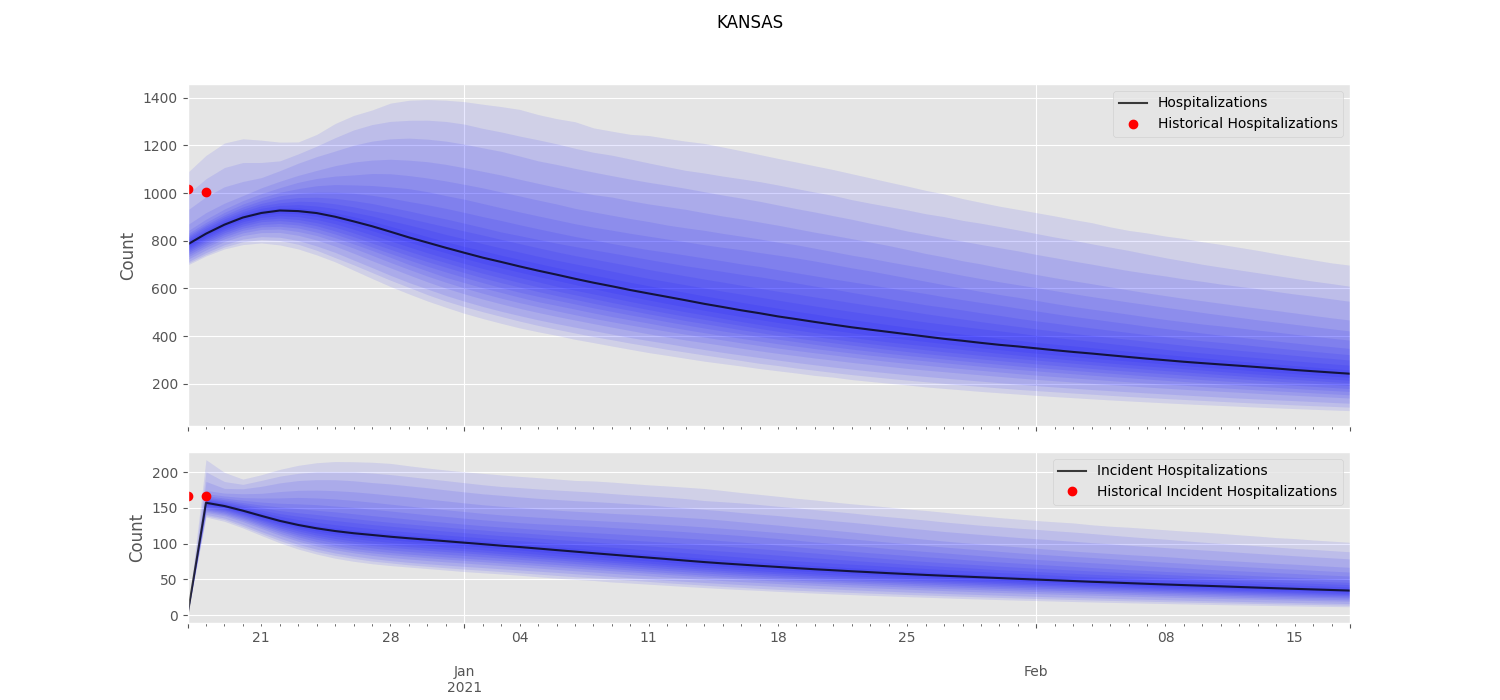 KANSAS
Count
1400
1200
1000
800
600
400
200
Hospitalizations
Historical Hospitalizations
Count
200
150
100
50
0
Incident Hospitalizations
Historical Incident Hospitalizations
21 28 04 11 18 25 08 15
Jan Feb
2021